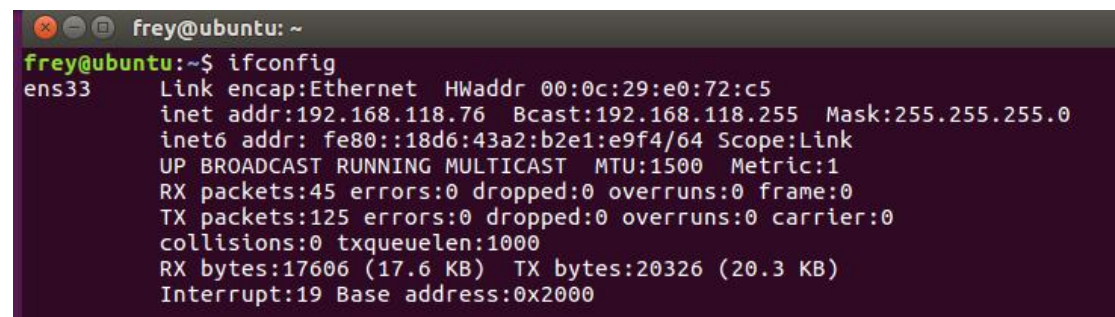 frey@ubuntu: ~
frey@ubuntu:~$ ifconfig
ens33     Link encap:Ethernet  HWaddr 00:0c:29:e0:72:c5
          inet addr:192.168.118.76  Bcast:192.168.118.255  Mask:255.255.255.0
          inet6 addr: fe80::18d6:43a2:b2e1:e9f4/64 Scope:Link
          UP BROADCAST RUNNING MULTICAST  MTU:1500  Metric:1
          RX packets:45 errors:0 dropped:0 overruns:0 frame:0
          TX packets:125 errors:0 dropped:0 overruns:0 carrier:0
          collisions:0 txqueuelen:1000
          RX bytes:17606 (17.6 KB)  TX bytes:20326 (20.3 KB)
          Interrupt:19 Base address:0x2000